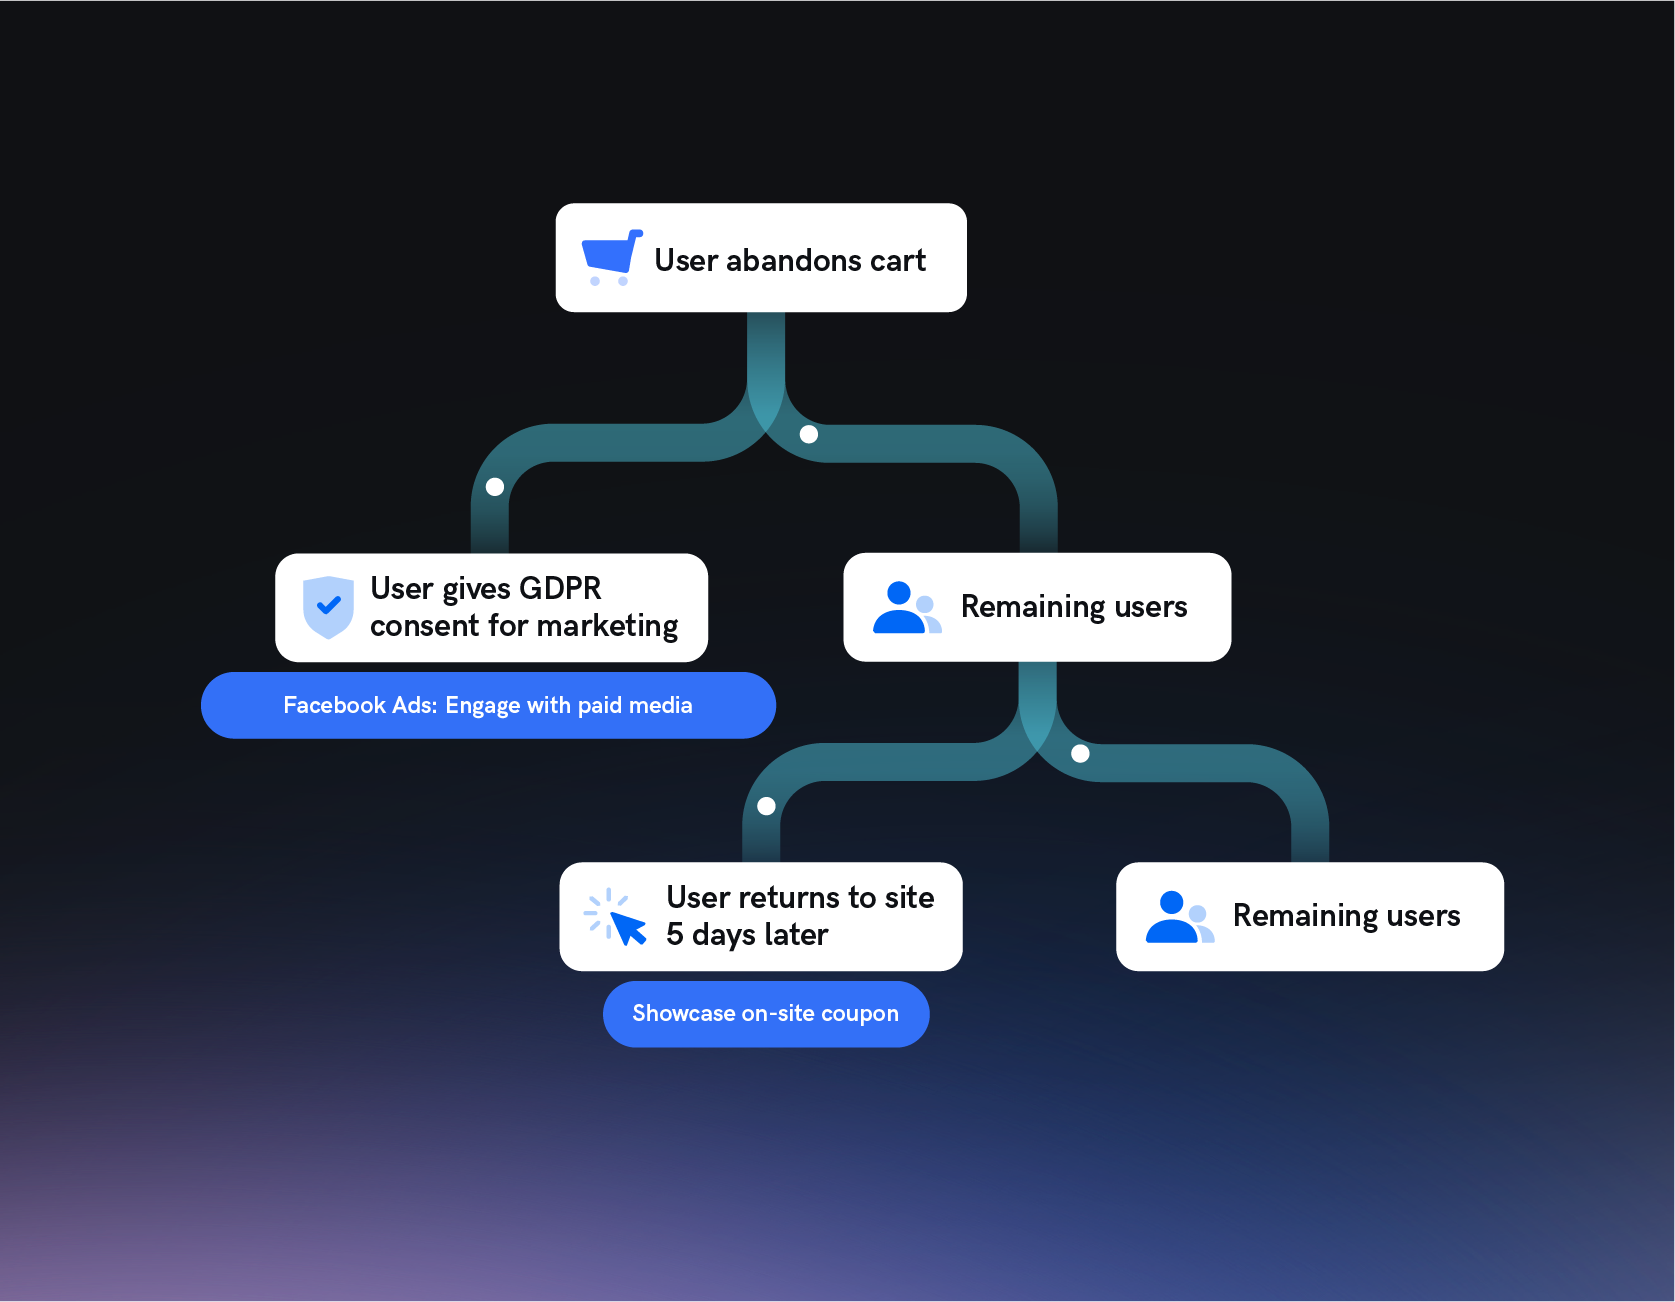 User abandons cart
User gives GDPR
consent for marketing
Facebook Ads: Engage with paid media
Remaining users
User returns to site
5 days later
Showcase on-site coupon
Remaining users